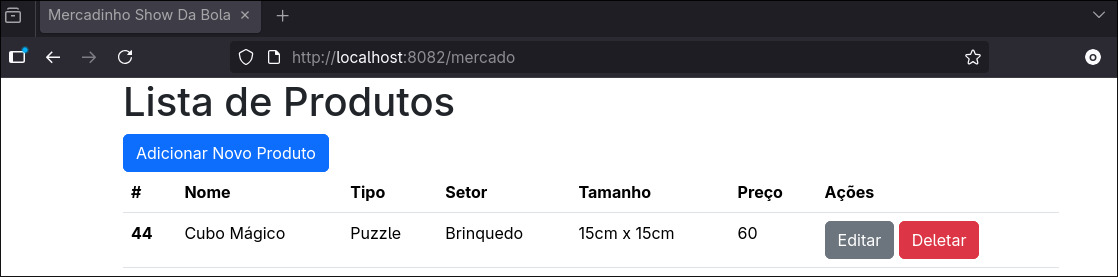 Mercadinho Show Da Bola
http://localhost:8082/mercado
Lista de Produtos
Adicionar Novo Produto
# Nome Tipo Setor Tamanho Preço Ações
44 Cubo Mágico Puzzle Brinquedo 15cm x 15cm 60 Editar Deletar